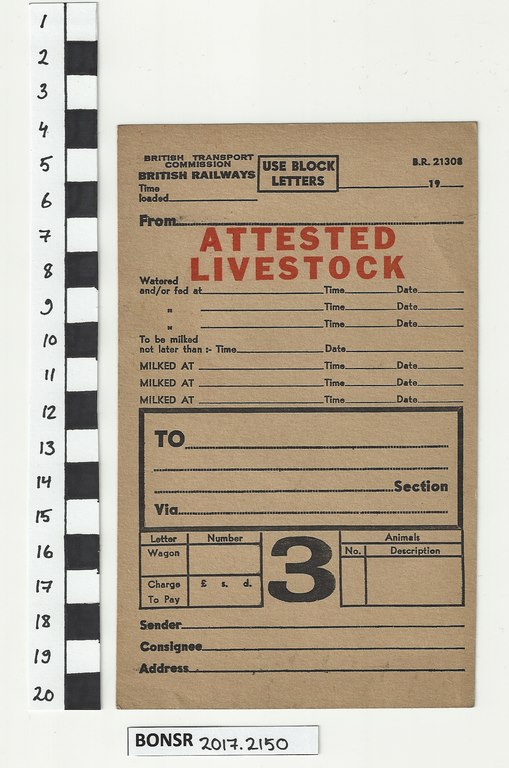 1
2
3
4
5
6
7
8
9
10
11
12
13
14
15
16
17
18
19
20
BRITISH TRANSPORT
COMMISSION
BRITISH RAILWAYS
USE BLOCK
LETTERS
B.R. 21308
Time
loaded
19
From
ATTESTED
LIVESTOCK
Watered
and/or fed at Time Date
" Time Date
" Time Date
To be milked
not later than :- Time Date
MILKED AT Time Date
MILKED AT Time Date
MILKED AT Time Date
TO
Section
Via
Letter Number
Wagon
Charge £ s. d.
To Pay
3
Animals
No. Description
Sender
Consignee
Address
BONSR 2017.2150